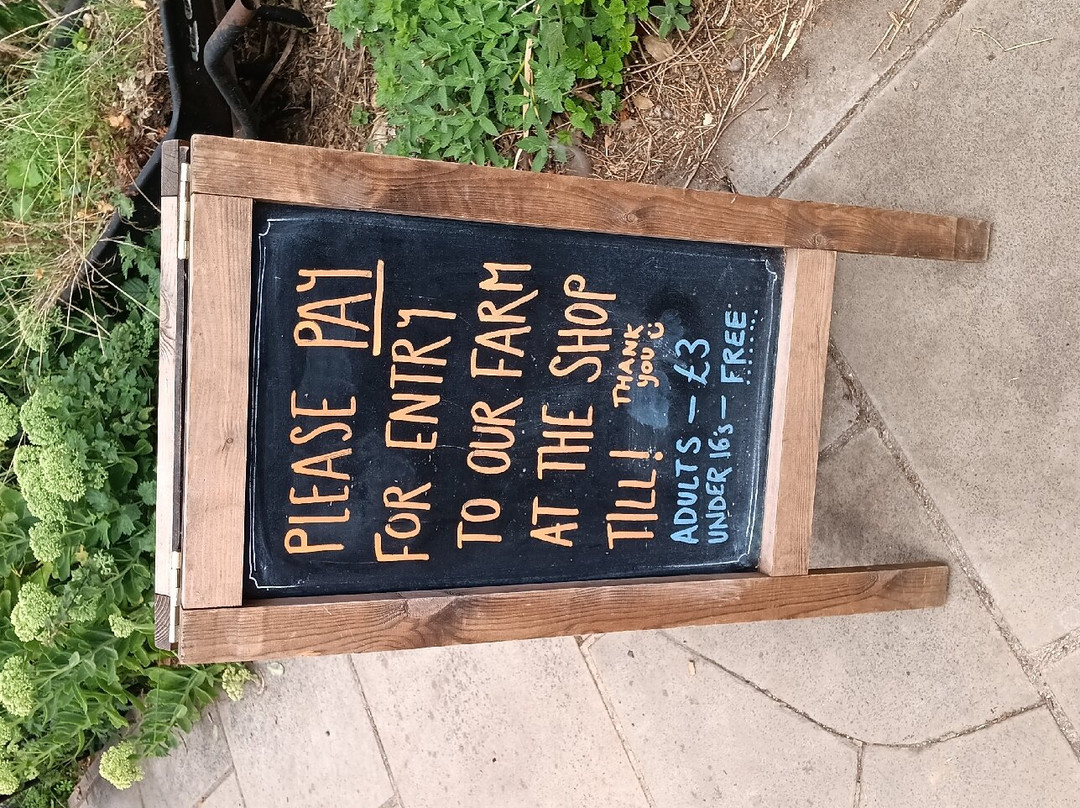 PLEASE PAY
FOR ENTRY
TO OUR FARM
AT THE SHOP
TILL! THANK
YOU
ADULTS — £3
UNDER 16's — FREE